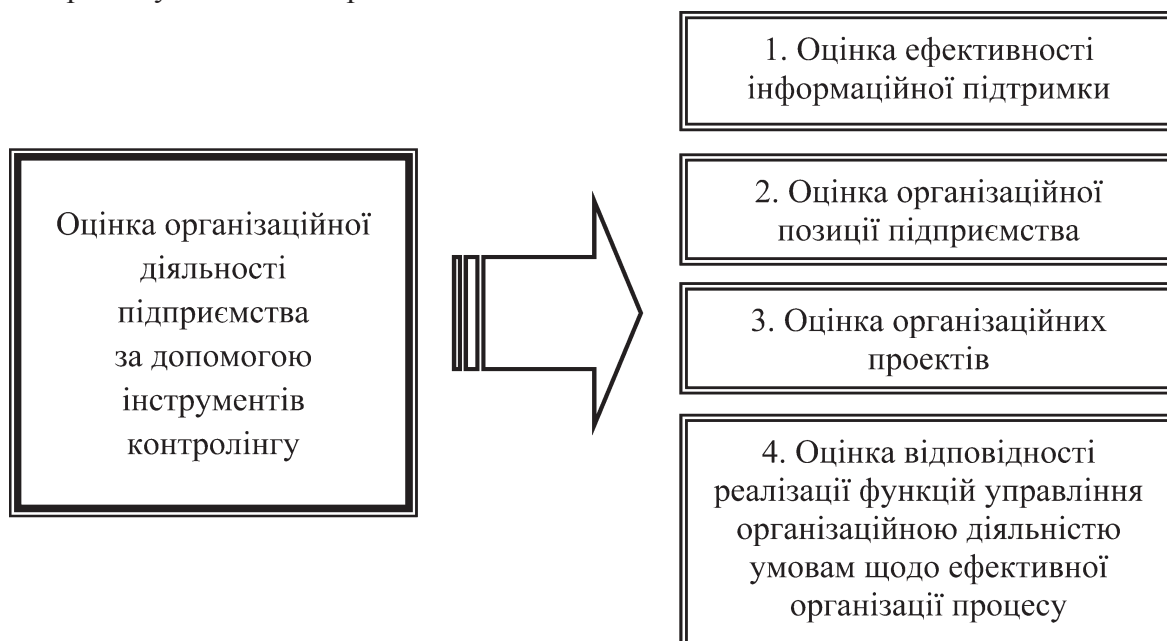 Оцінка організаційної
діяльності
підприємства
за допомогою
інструментів
контролінгу
1. Оцінка ефективності
інформаційної підтримки
2. Оцінка організаційної
позиції підприємства
3. Оцінка організаційних
проектів
4. Оцінка відповідності
реалізації функцій управління
організаційною діяльністю
умовам щодо ефективної
організації процесу